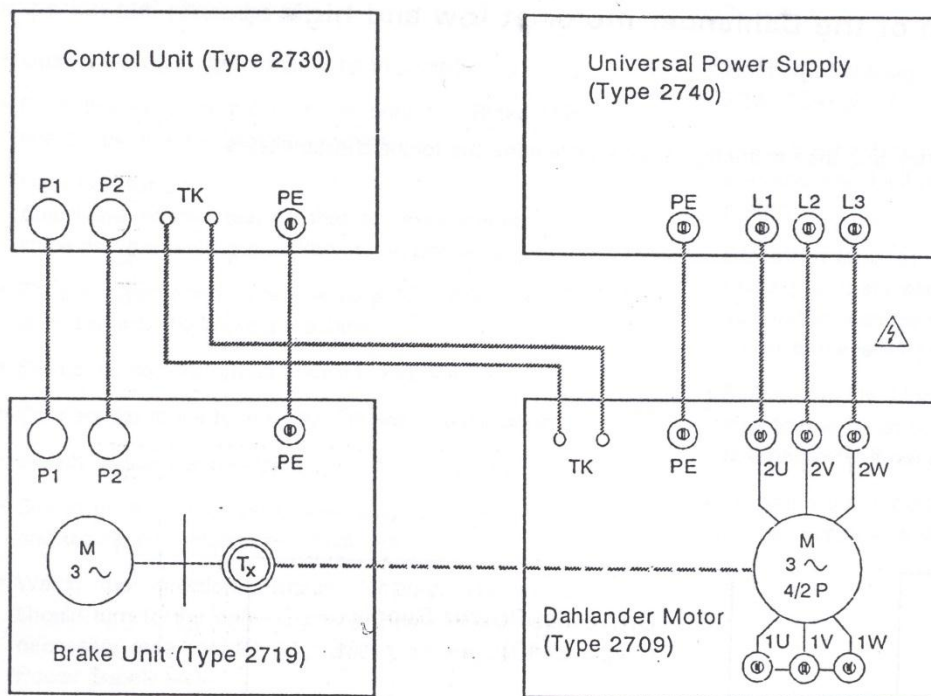 Control Unit (Type 2730)
Universal Power Supply
(Type 2740)
P1 P2 TK PE
PE L1 L2 L3
P1 P2 PE
TK PE 2U 2V 2W
M
3 ~
Tx
M
3 ~
4/2 P
Brake Unit (Type 2719)
Dahlander Motor
(Type 2709)
1U 1V 1W